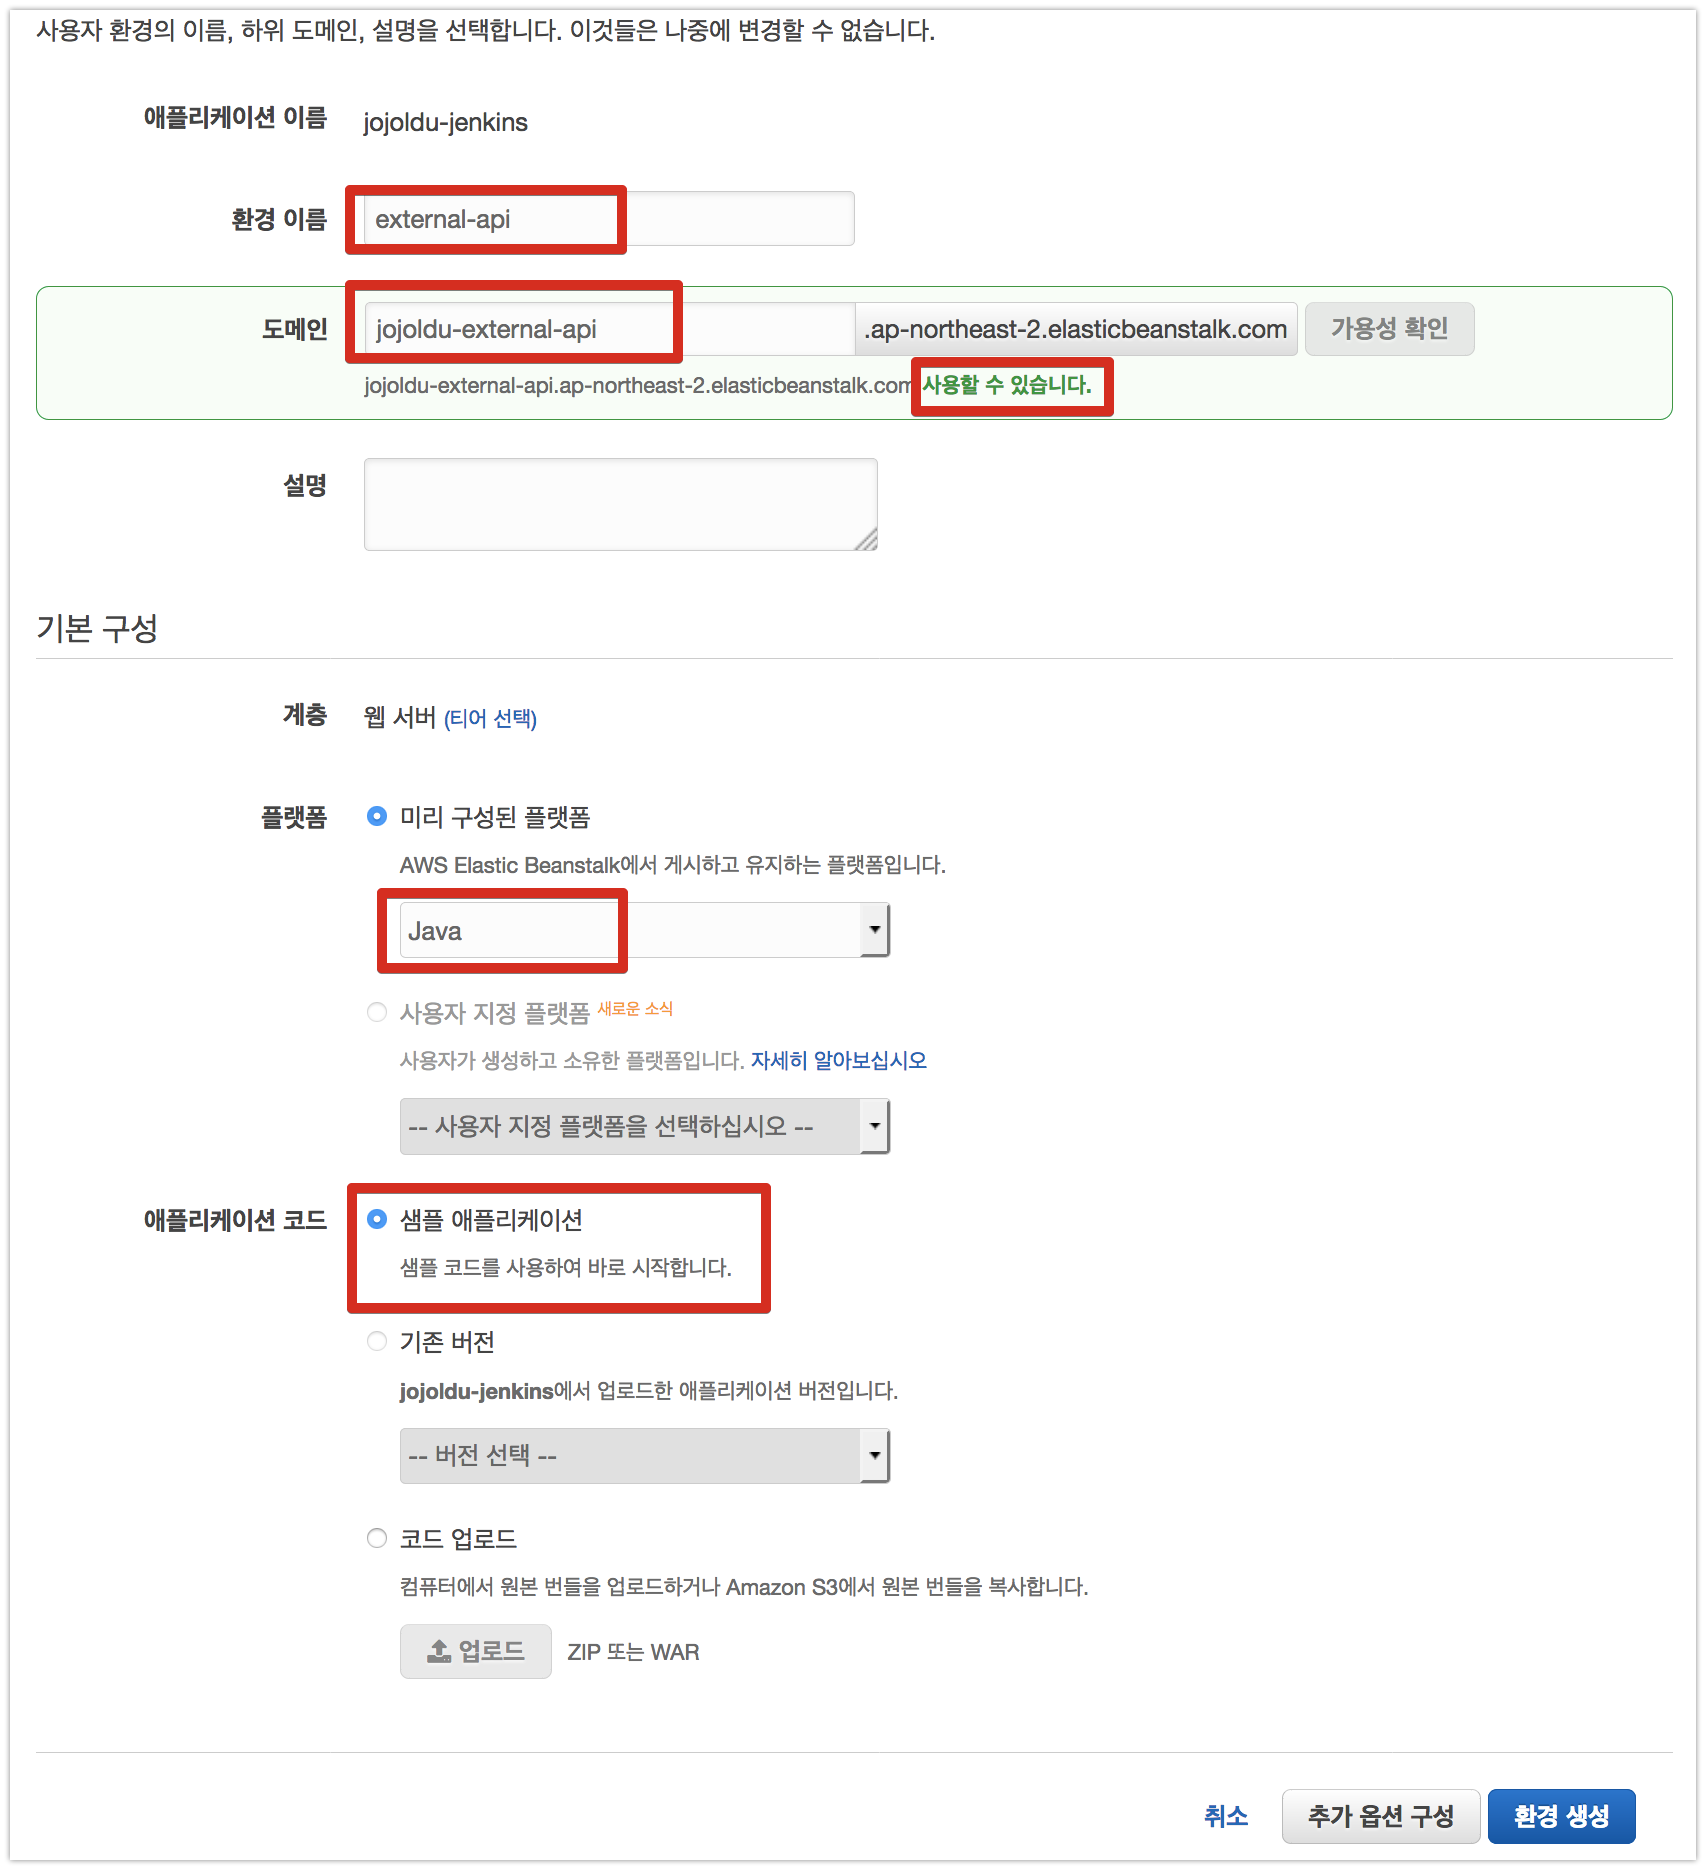 사용자 환경의 이름, 하위 도메인, 설명을 선택합니다. 이것들은 나중에 변경할 수 없습니다.
애플리케이션 이름 jojoldu-jenkins
환경 이름 external-api
도메인 jojoldu-external-api .ap-northeast-2.elasticbeanstalk.com 가용성 확인
jojoldu-external-api.ap-northeast-2.elasticbeanstalk.com 사용할 수 있습니다.
설명
기본 구성
계층 웹 서버 (티어 선택)
플랫폼 미리 구성된 플랫폼
AWS Elastic Beanstalk에서 게시하고 유지하는 플랫폼입니다.
Java
사용자 지정 플랫폼 새로운 소식
사용자가 생성하고 소유한 플랫폼입니다. 자세히 알아보십시오
-- 사용자 지정 플랫폼을 선택하십시오 --
애플리케이션 코드 샘플 애플리케이션
샘플 코드를 사용하여 바로 시작합니다.
기존 버전
jojoldu-jenkins에서 업로드한 애플리케이션 버전입니다.
-- 버전 선택 --
코드 업로드
컴퓨터에서 원본 번들을 업로드하거나 Amazon S3에서 원본 번들을 복사합니다.
업로드 ZIP 또는 WAR
취소 추가 옵션 구성 환경 생성